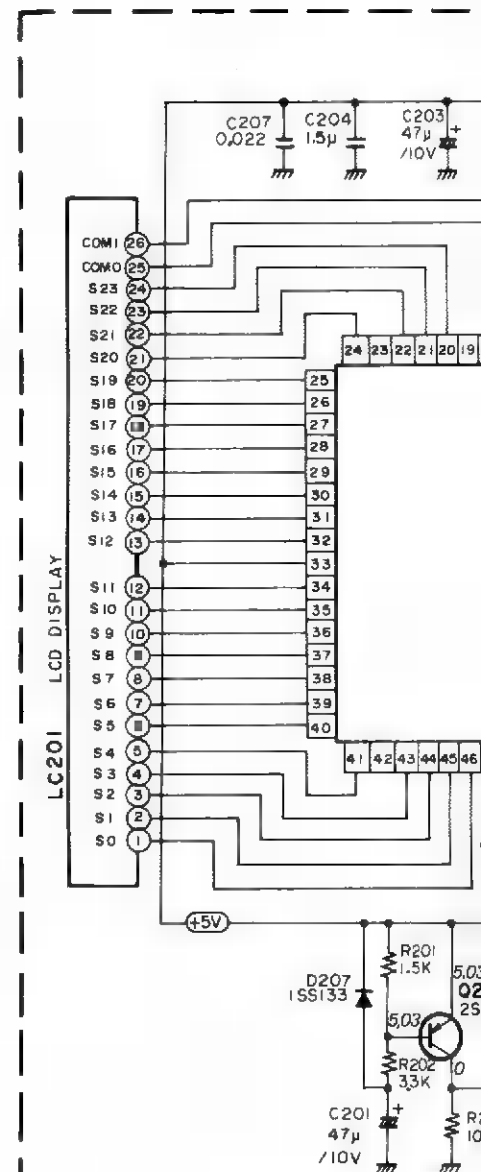 C207
0.022
C204
1.5µ
C203
47µ
/10V
+
COM1 26
COM0 25
S23 24
S22 23
S21 22
S20 21
S19 20
S18 19
S17
S16 17
S15 16
S14 15
S13 14
S12 13
S11 12
S10 11
S9 10
S8
S7 8
S6 7
S5
S4 5
S3 4
S2 3
S1 2
S0 1
LC201 LCD DISPLAY
24 23 22 21 20 19
25
26
27
28
29
30
31
32
33
34
35
36
37
38
39
40
41 42 43 44 45 46
+5V
D207
1SS133
R201
1.5K
5.03
Q2
2S
5.03
R202
3.3K
0
C201
47µ
/10V
+
R2
10